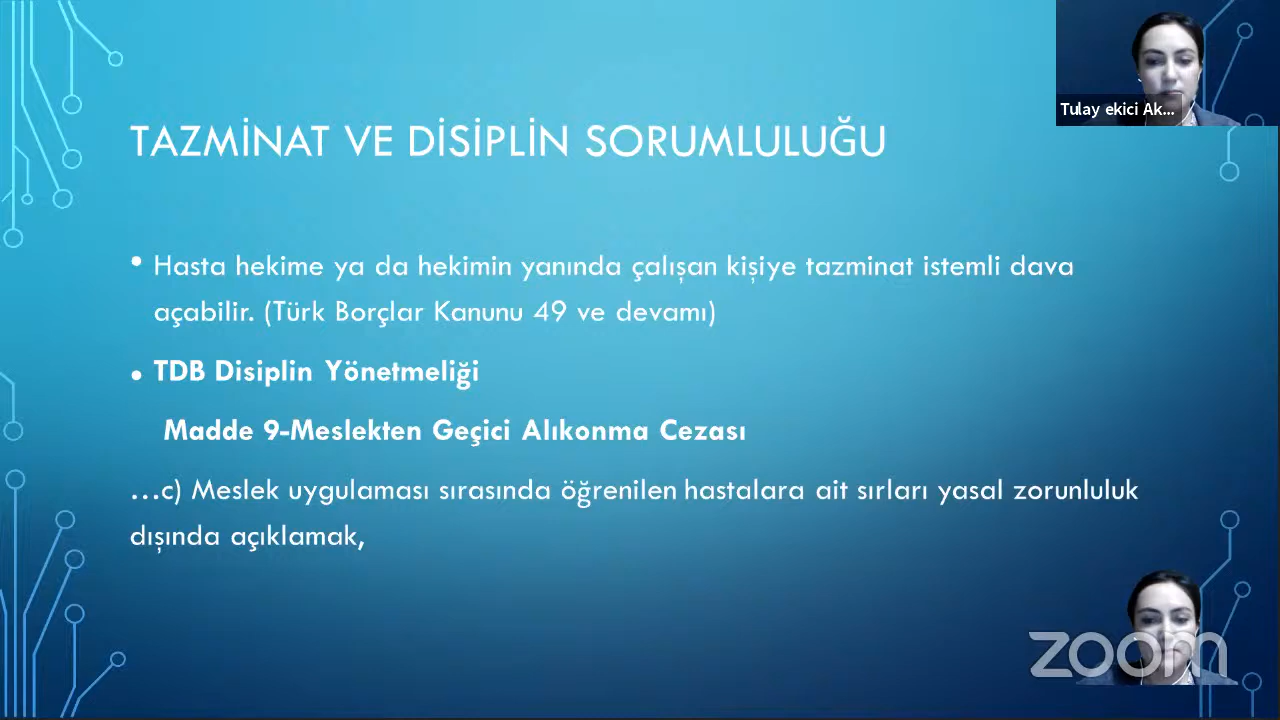 Tulay ekici Ak...
TAZMİNAT VE DİSİPLİN SORUMLULUĞU
• Hasta hekime ya da hekimin yanında çalışan kişiye tazminat istemli dava
açabilir. (Türk Borçlar Kanunu 49 ve devamı)
• TDB Disiplin Yönetmeliği
Madde 9-Meslekten Geçici Alıkonma Cezası
...c) Meslek uygulaması sırasında öğrenilen hastalara ait sırları yasal zorunluluk
dışında açıklamak,
zoom